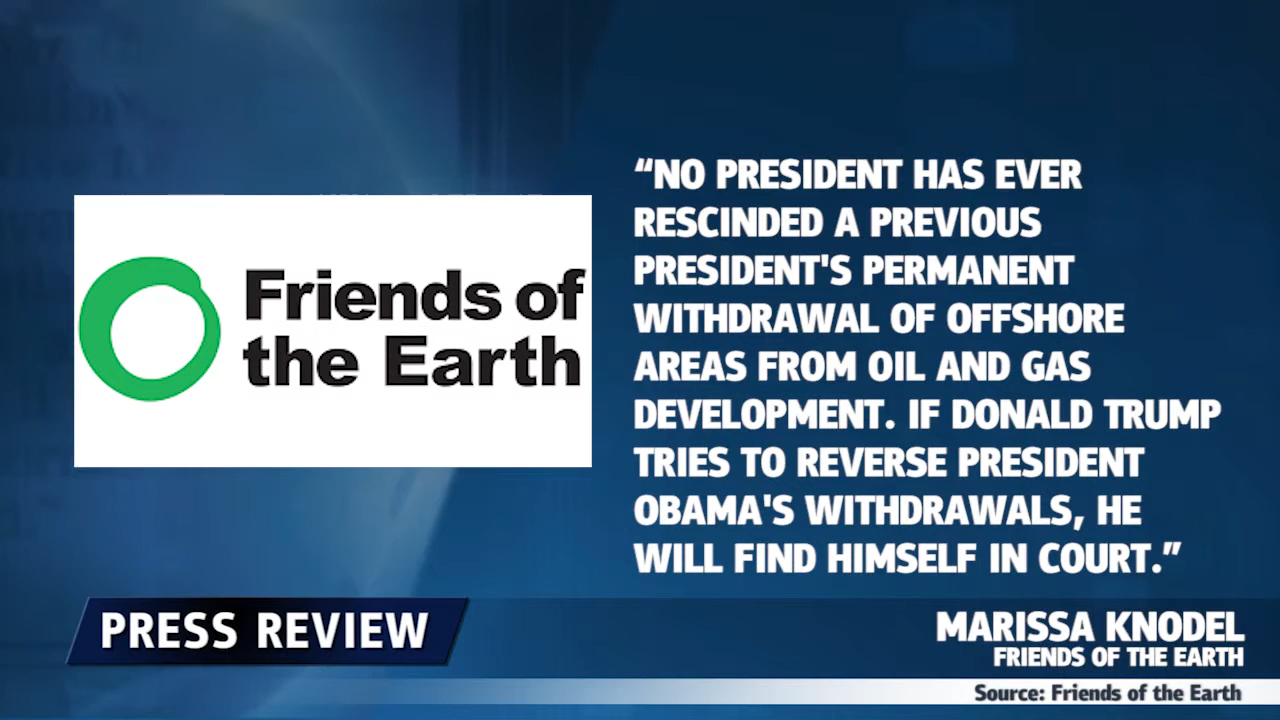 Friends of
the Earth
“NO PRESIDENT HAS EVER
RESCINDED A PREVIOUS
PRESIDENT'S PERMANENT
WITHDRAWAL OF OFFSHORE
AREAS FROM OIL AND GAS
DEVELOPMENT. IF DONALD TRUMP
TRIES TO REVERSE PRESIDENT
OBAMA'S WITHDRAWALS, HE
WILL FIND HIMSELF IN COURT.”
PRESS REVIEW
MARISSA KNODEL
FRIENDS OF THE EARTH
Source: Friends of the Earth